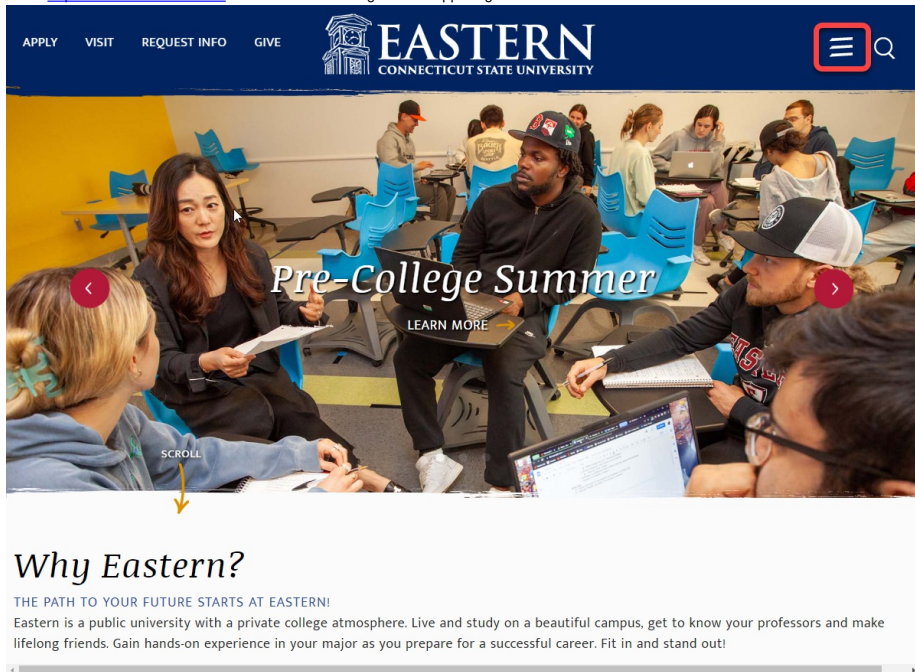 APPLY VISIT REQUEST INFO GIVE
EASTERN
CONNECTICUT STATE UNIVERSITY
Pre-College Summer
LEARN MORE
SCROLL
Why Eastern?
THE PATH TO YOUR FUTURE STARTS AT EASTERN!
Eastern is a public university with a private college atmosphere. Live and study on a beautiful campus, get to know your professors and make
lifelong friends. Gain hands-on experience in your major as you prepare for a successful career. Fit in and stand out!